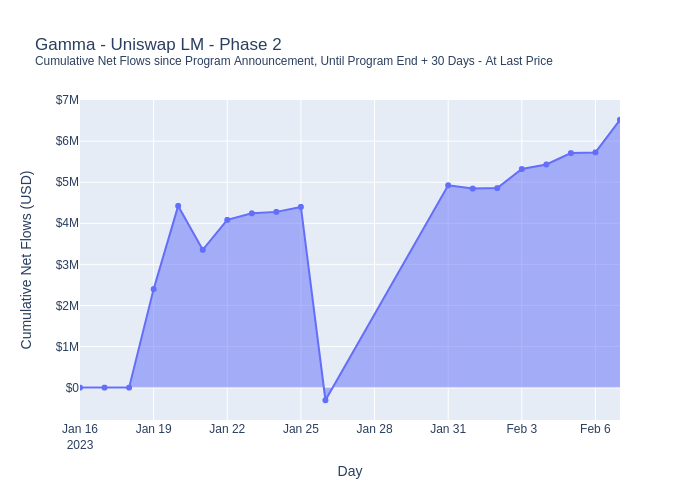 Gamma - Uniswap LM - Phase 2
Cumulative Net Flows since Program Announcement, Until Program End + 30 Days - At Last Price
Cumulative Net Flows (USD)
$7M
$6M
$5M
$4M
$3M
$2M
$1M
$0
Jan 16 Jan 19 Jan 22 Jan 25 Jan 28 Jan 31 Feb 3 Feb 6
2023
Day